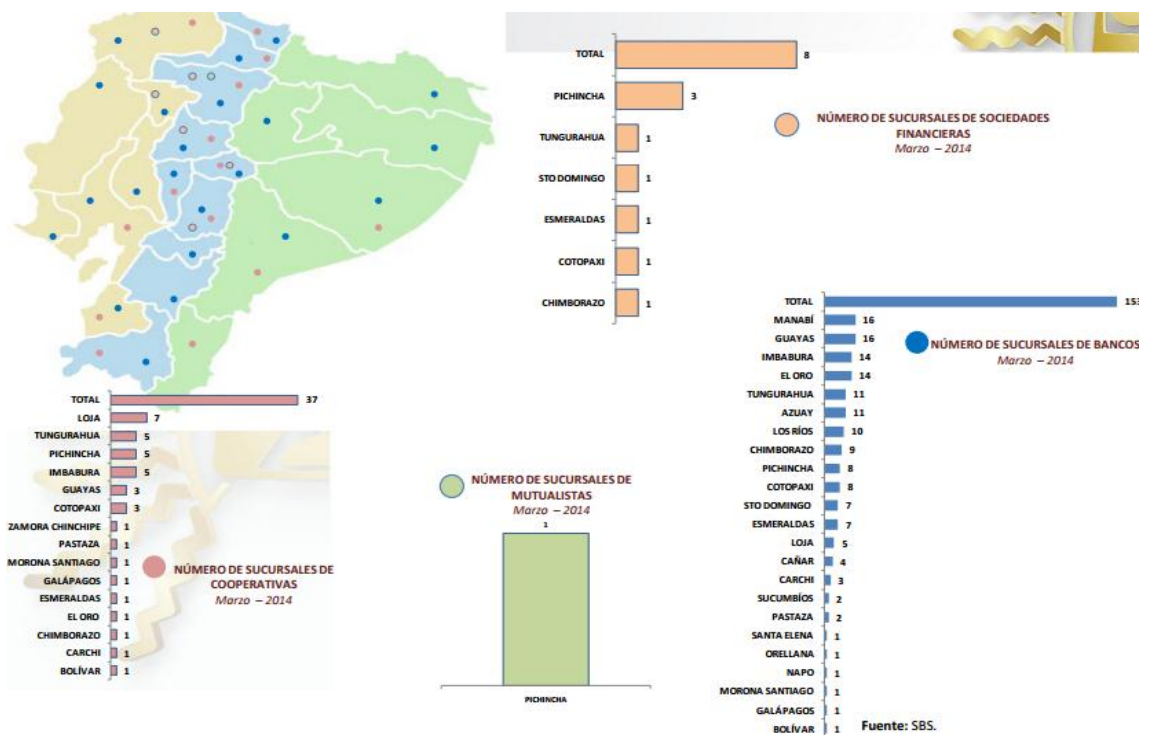 TOTAL 8
PICHINCHA 3
TUNGURAHUA 1
STO DOMINGO 1
ESMERALDAS 1
COTOPAXI 1
CHIMBORAZO 1
NÚMERO DE SUCURSALES DE SOCIEDADES
FINANCIERAS
Marzo – 2014
TOTAL 153
MANABÍ 16
GUAYAS 16
IMBABURA 14
EL ORO 14
TUNGURAHUA 11
AZUAY 11
LOS RÍOS 10
CHIMBORAZO 9
PICHINCHA 8
COTOPAXI 8
STO DOMINGO 7
ESMERALDAS 7
LOJA 5
CAÑAR 4
CARCHI 3
SUCUMBÍOS 2
PASTAZA 2
SANTA ELENA 1
ORELLANA 1
NAPO 1
MORONA SANTIAGO 1
GALÁPAGOS 1
BOLÍVAR 1
NÚMERO DE SUCURSALES DE BANCOS
Marzo – 2014
TOTAL 37
LOJA 7
TUNGURAHUA 5
PICHINCHA 5
IMBABURA 5
GUAYAS 3
COTOPAXI 3
ZAMORA CHINCHIPE 1
PASTAZA 1
MORONA SANTIAGO 1
GALÁPAGOS 1
ESMERALDAS 1
EL ORO 1
CHIMBORAZO 1
CARCHI 1
BOLÍVAR 1
NÚMERO DE SUCURSALES DE
COOPERATIVAS
Marzo – 2014
NÚMERO DE SUCURSALES DE
MUTUALISTAS
Marzo – 2014
1
PICHINCHA
Fuente: SBS.